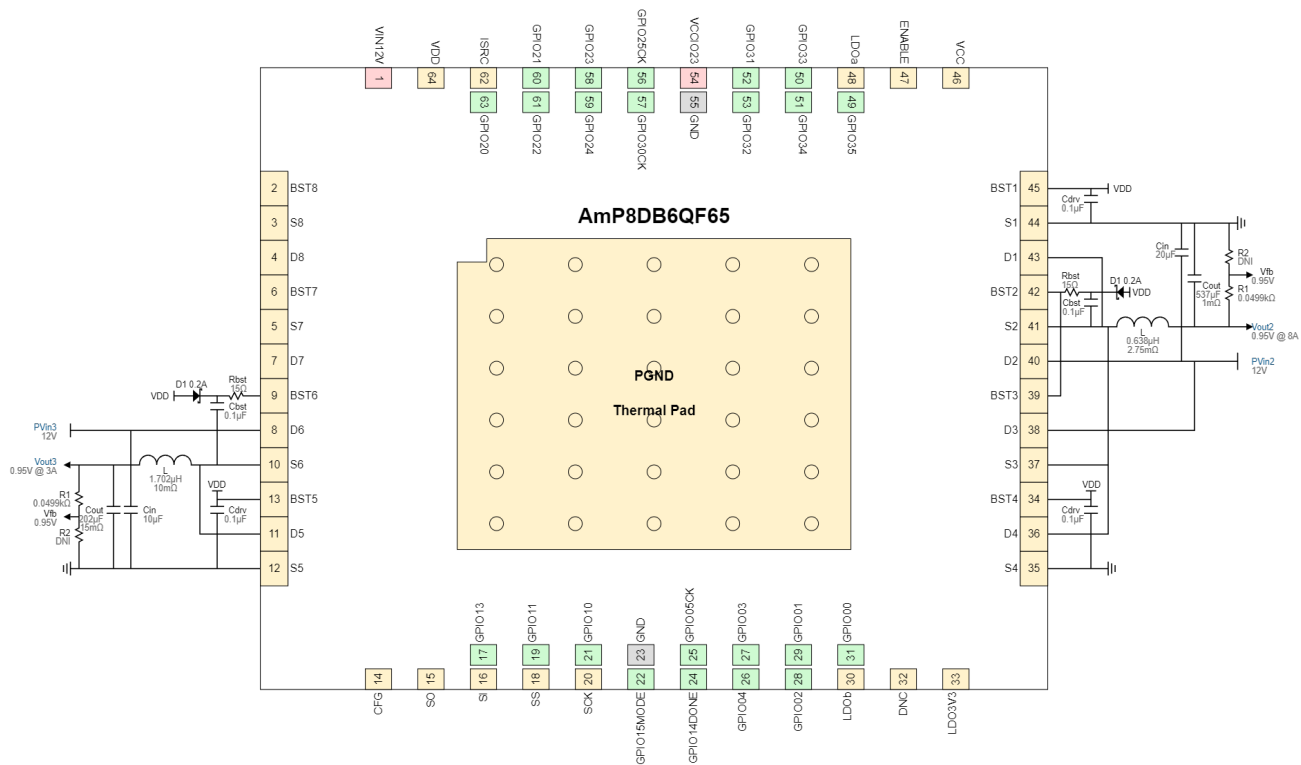 VIN12V
VDD
ISRC
GPIO21
GPIO23
GPIO25CK
VCCIO23
GPIO31
GPIO33
LDOa
ENABLE
VCC
1 64 62 60 58 56 54 52 50 48 47 46
63 61 59 57 55 53 51 49
GPIO20
GPIO22
GPIO24
GPIO30CK
GND
GPIO32
GPIO34
GPIO35
AmP8DB6QF65
PGND
Thermal Pad
2 BST8
3 S8
4 D8
6 BST7
5 S7
7 D7
9 BST6
8 D6
10 S6
13 BST5
11 D5
12 S5
VDD
D1 0.2A
Rbst
15Ω
Cbst
0.1µF
PVin3
12V
Vout3
0.95V @ 3A
L
1.702µH
10mΩ
R1
0.0499kΩ
Vfb
0.95V
R2
DNI
Cout
202µF
15mΩ
Cin
10µF
VDD
Cdrv
0.1µF
BST1 45
S1 44
D1 43
BST2 42
S2 41
D2 40
BST3 39
D3 38
S3 37
BST4 34
D4 36
S4 35
VDD
Cdrv
0.1µF
Cin
20µF
R2
DNI
Vfb
0.95V
R1
0.0499kΩ
Cout
537µF
1mΩ
Rbst
15Ω
D1 0.2A
VDD
Cbst
0.1µF
L
0.638µH
2.75mΩ
Vout2
0.95V @ 8A
PVin2
12V
VDD
Cdrv
0.1µF
GPIO13
GPIO11
GPIO10
GND
GPIO05CK
GPIO03
GPIO01
GPIO00
17 19 21 23 25 27 29 31
14 15 16 18 20 22 24 26 28 30 32 33
CFG
SO
SI
SS
SCK
GPIO15MODE
GPIO14DONE
GPIO04
GPIO02
LDOb
DNC
LDO3V3